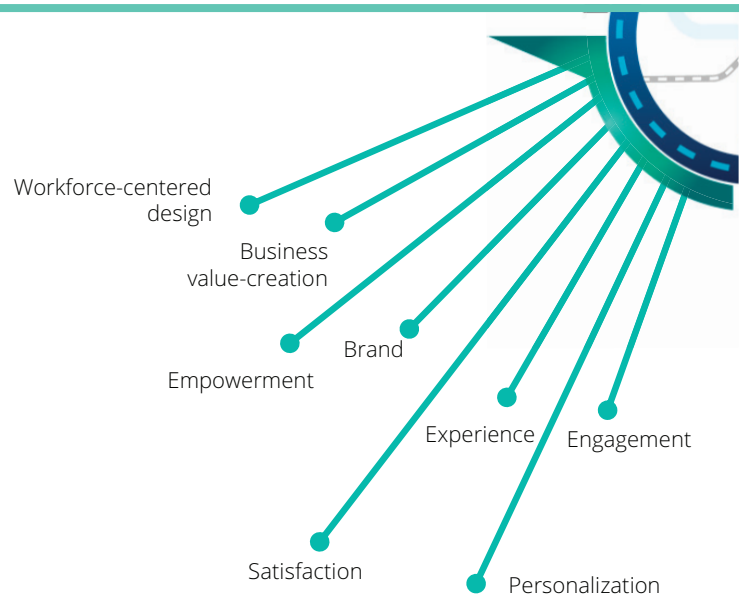 Workforce-centered
design
Business
value-creation
Brand
Empowerment
Experience
Engagement
Satisfaction
Personalization